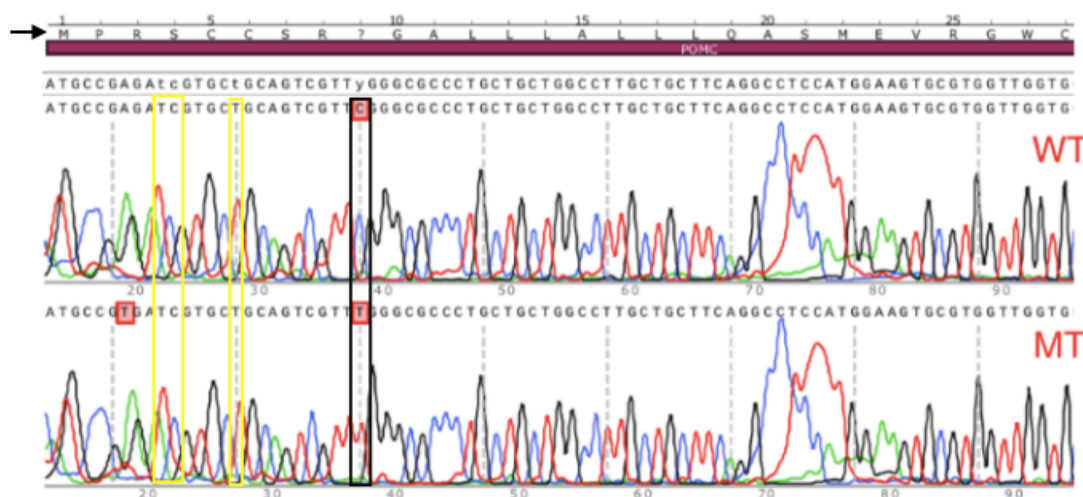 1 5 10 15 20 25
M P R S C C S R ? G A L L L A L L L Q A S M E V R G W C
POMC
ATGCCGAGAtcGTGCtGCAGTCGTTyGGGCGCCCTGCTGCTGGCCTTGCTGCTTCAGGCCTCCATGGAAGTGCGTGGTTGGTG
ATGCCGAGATCGTGCTGCAGTCGTTCGGGCGCCCTGCTGCTGGCCTTGCTGCTTCAGGCCTCCATGGAAGTGCGTGGTTGGTG
WT
20 30 40 50 60 70 80 90
ATGCCGTGATCGTGCTGCAGTCGTTTGGGCGCCCTGCTGCTGGCCTTGCTGCTTCAGGCCTCCATGGAAGTGCGTGGTTGGTG
MT
20 30 40 50 60 70 80 90